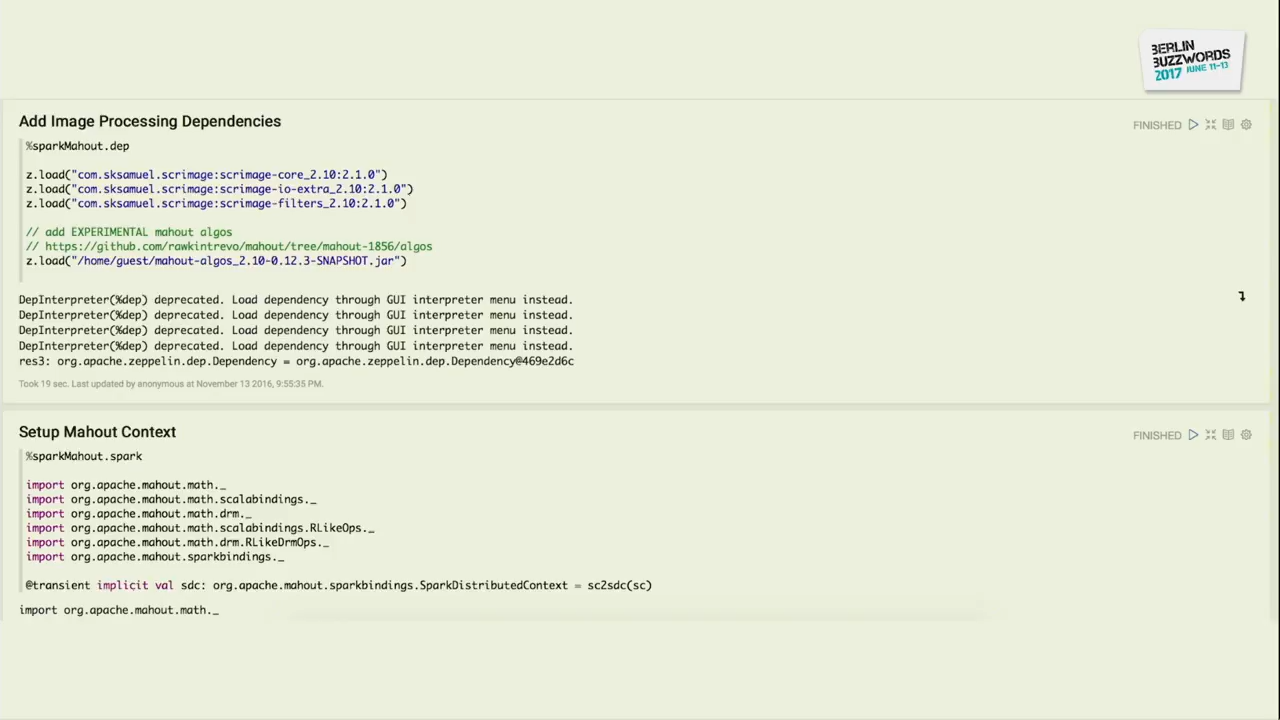 BERLIN
BUZZWORDS
2017 JUNE 11-13
Add Image Processing Dependencies
FINISHED
%sparkMahout.dep
z.load("com.sksamuel.scrimage:scrimage-core_2.10:2.1.0")
z.load("com.sksamuel.scrimage:scrimage-io-extra_2.10:2.1.0")
z.load("com.sksamuel.scrimage:scrimage-filters_2.10:2.1.0")
// add EXPERIMENTAL mahout algos
// https://github.com/rawkintrevo/mahout/tree/mahout-1856/algos
z.load("/home/guest/mahout-algos_2.10-0.12.3-SNAPSHOT.jar")
DepInterpreter(%dep) deprecated. Load dependency through GUI interpreter menu instead.
DepInterpreter(%dep) deprecated. Load dependency through GUI interpreter menu instead.
DepInterpreter(%dep) deprecated. Load dependency through GUI interpreter menu instead.
DepInterpreter(%dep) deprecated. Load dependency through GUI interpreter menu instead.
res3: org.apache.zeppelin.dep.Dependency = org.apache.zeppelin.dep.Dependency@469e2d6c
Took 19 sec. Last updated by anonymous at November 13 2016, 9:55:35 PM.
Setup Mahout Context
FINISHED
%sparkMahout.spark
import org.apache.mahout.math._
import org.apache.mahout.math.scalabindings._
import org.apache.mahout.math.drm._
import org.apache.mahout.math.scalabindings.RLikeOps._
import org.apache.mahout.math.drm.RLikeDrmOps._
import org.apache.mahout.sparkbindings._
@transient implicit val sdc: org.apache.mahout.sparkbindings.SparkDistributedContext = sc2sdc(sc)
import org.apache.mahout.math._